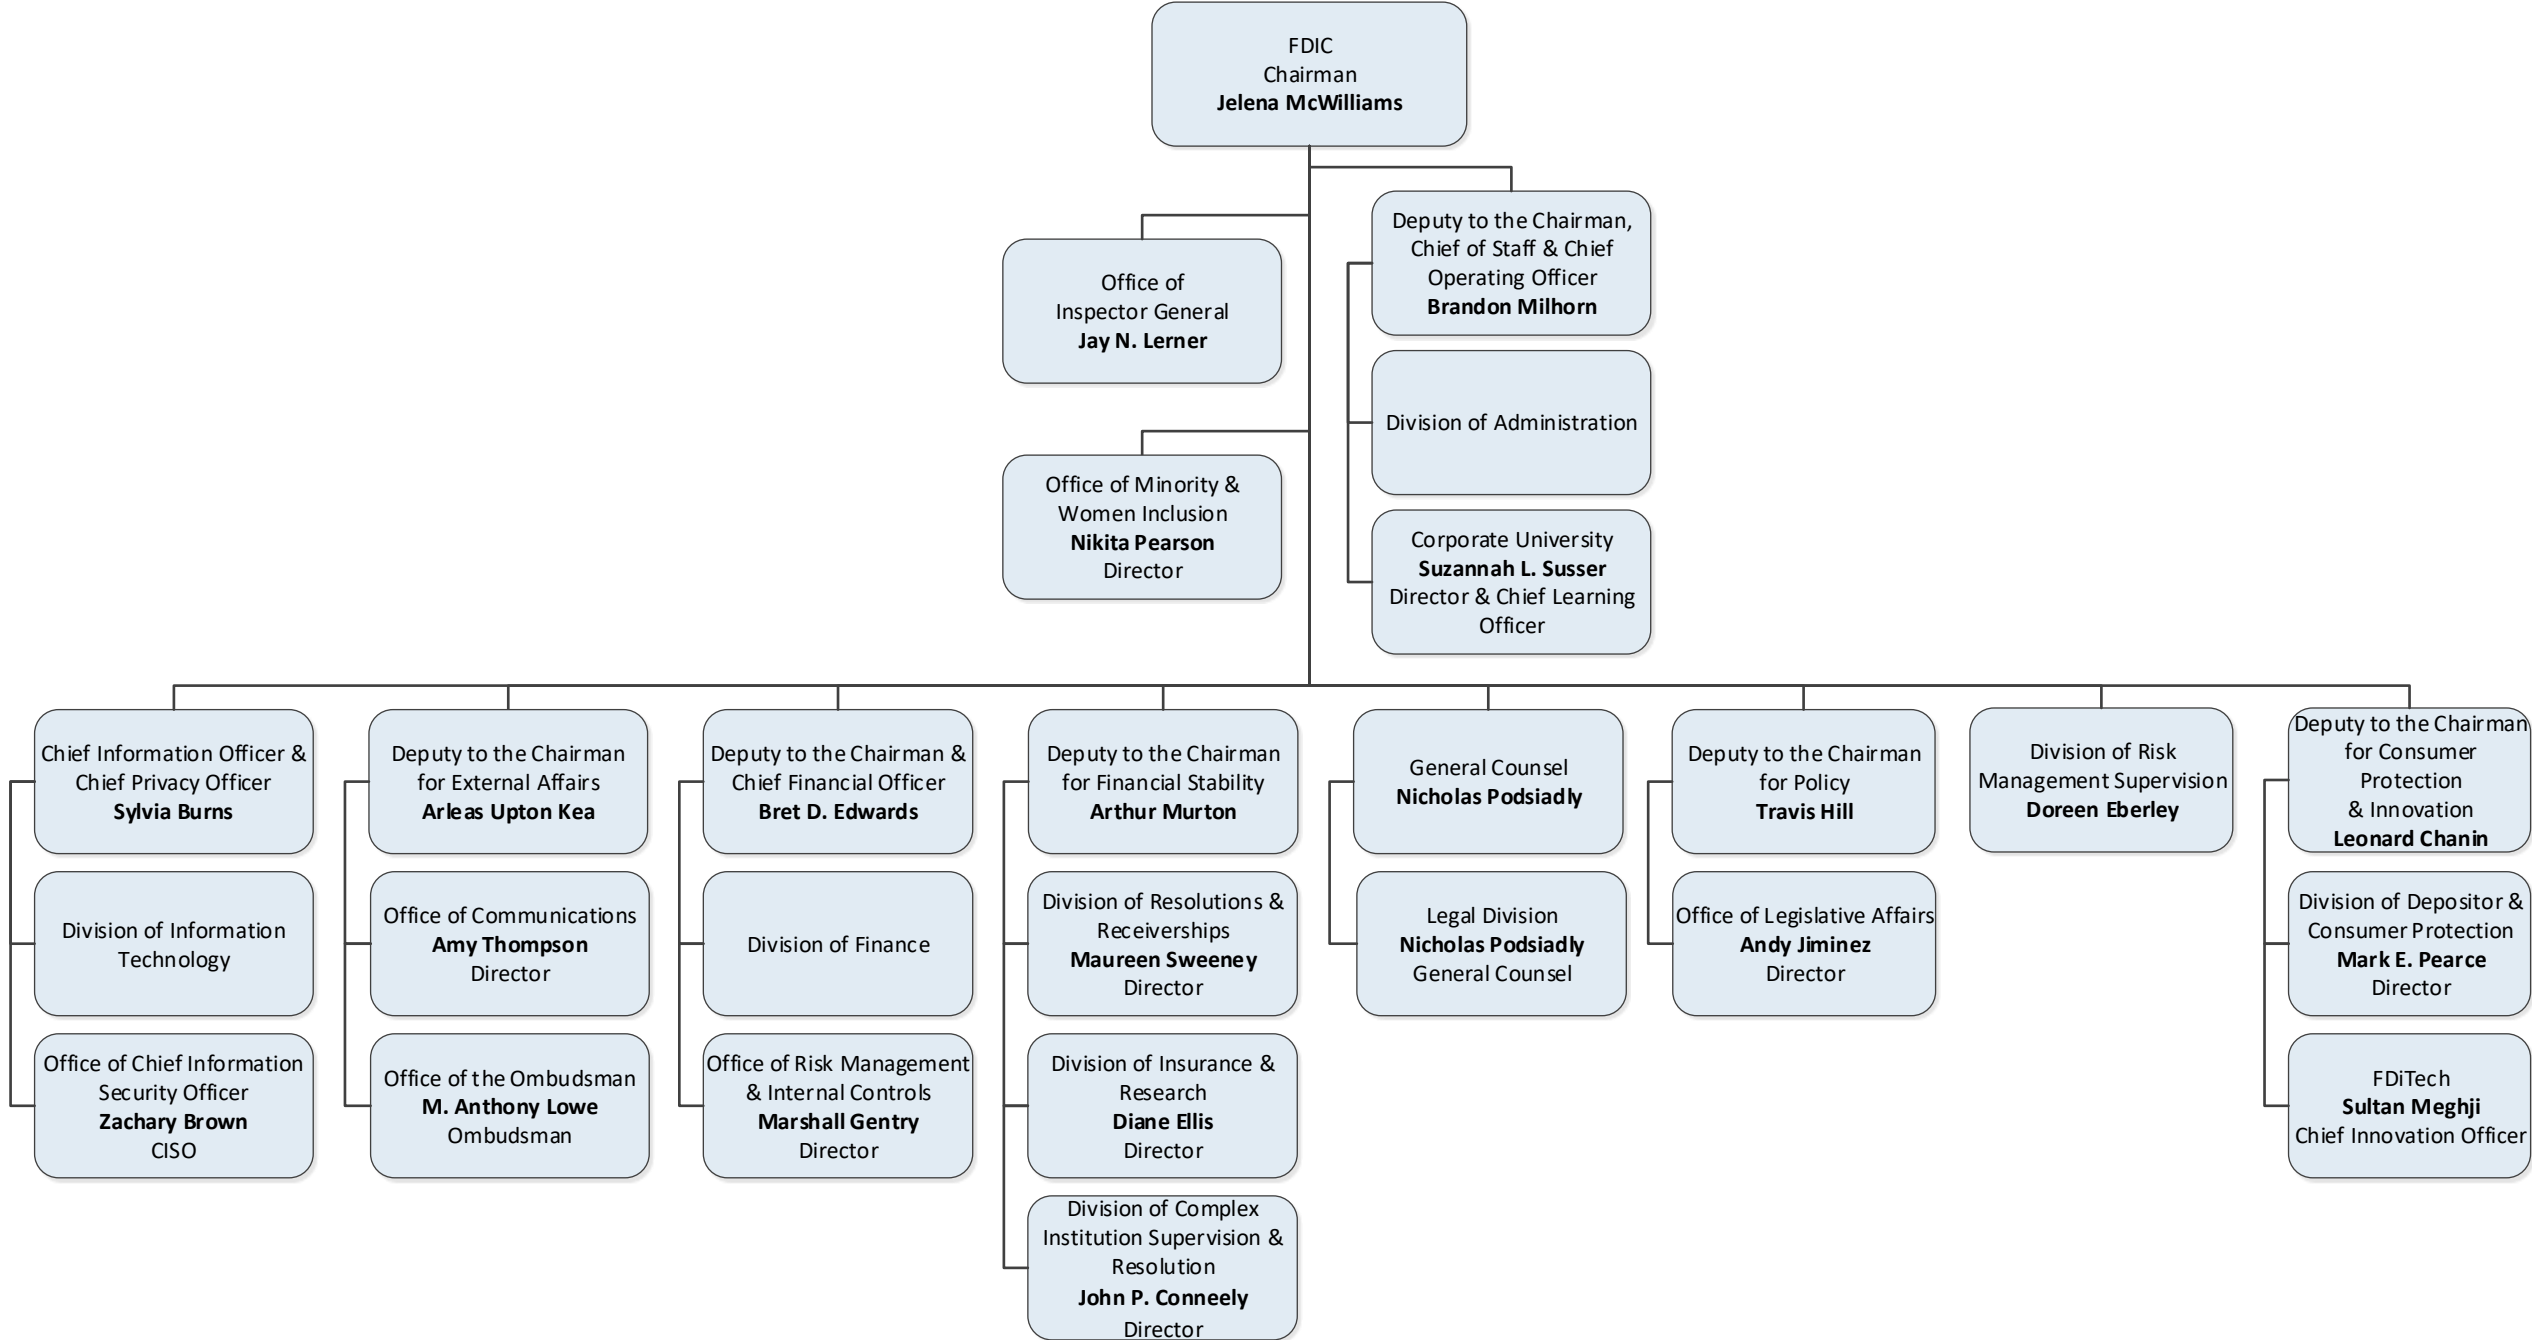 FDIC
Chairman
Jelena McWilliams
Deputy to the Chairman,
Chief of Staff & Chief
Operating Officer
Brandon Milhorn
Office of
Inspector General
Jay N. Lerner
Division of Administration
Office of Minority &
Women Inclusion
Nikita Pearson
Director
Corporate University
Suzannah L. Susser
Director & Chief Learning
Officer
Chief Information Officer &
Chief Privacy Officer
Sylvia Burns
Division of Information
Technology
Office of Chief Information
Security Officer
Zachary Brown
CISO
Deputy to the Chairman
for External Affairs
Arleas Upton Kea
Office of Communications
Amy Thompson
Director
Office of the Ombudsman
M. Anthony Lowe
Ombudsman
Deputy to the Chairman &
Chief Financial Officer
Bret D. Edwards
Division of Finance
Office of Risk Management
& Internal Controls
Marshall Gentry
Director
Deputy to the Chairman
for Financial Stability
Arthur Murton
Division of Resolutions &
Receiverships
Maureen Sweeney
Director
Division of Insurance &
Research
Diane Ellis
Director
Division of Complex
Institution Supervision &
Resolution
John P. Conneely
Director
General Counsel
Nicholas Podsiadly
Legal Division
Nicholas Podsiadly
General Counsel
Deputy to the Chairman
for Policy
Travis Hill
Office of Legislative Affairs
Andy Jiminez
Director
Division of Risk
Management Supervision
Doreen Eberley
Deputy to the Chairman
for Consumer
Protection
& Innovation
Leonard Chanin
Division of Depositor &
Consumer Protection
Mark E. Pearce
Director
FDiTech
Sultan Meghji
Chief Innovation Officer